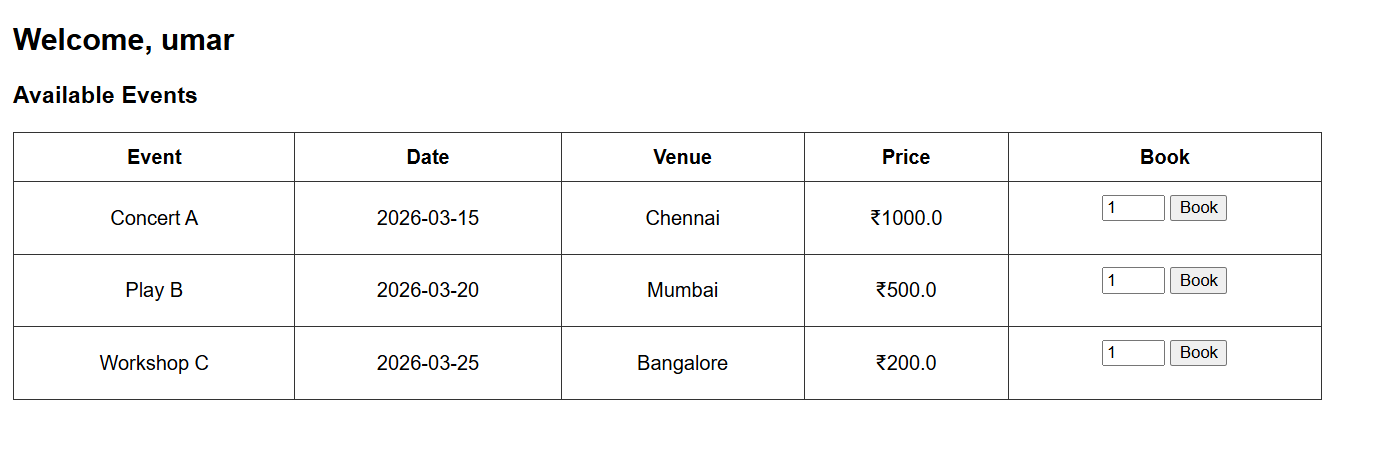 Welcome, umar
Available Events
Event Date Venue Price Book
Concert A 2026-03-15 Chennai ₹1000.0 1 Book
Play B 2026-03-20 Mumbai ₹500.0 1 Book
Workshop C 2026-03-25 Bangalore ₹200.0 1 Book